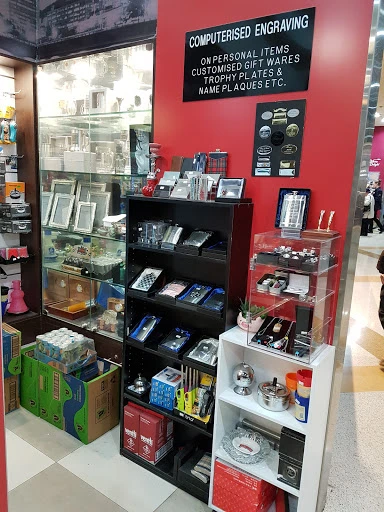 COMPUTERISED ENGRAVING
ON PERSONAL ITEMS
CUSTOMISED GIFT WARES
TROPHY PLATES &
NAME PLAQUES ETC.